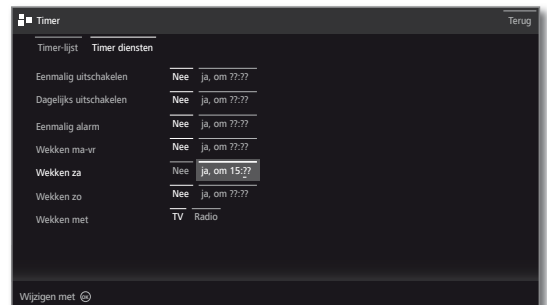 Timer Terug
Timer-lijst Timer diensten
Eenmalig uitschakelen Nee ja, om ??:??
Dagelijks uitschakelen Nee ja, om ??:??
Eenmalig alarm Nee ja, om ??:??
Wekken ma-vr Nee ja, om ??:??
Wekken za Nee ja, om 15:??
Wekken zo Nee ja, om ??:??
Wekken met TV Radio
Wijzigen met OK